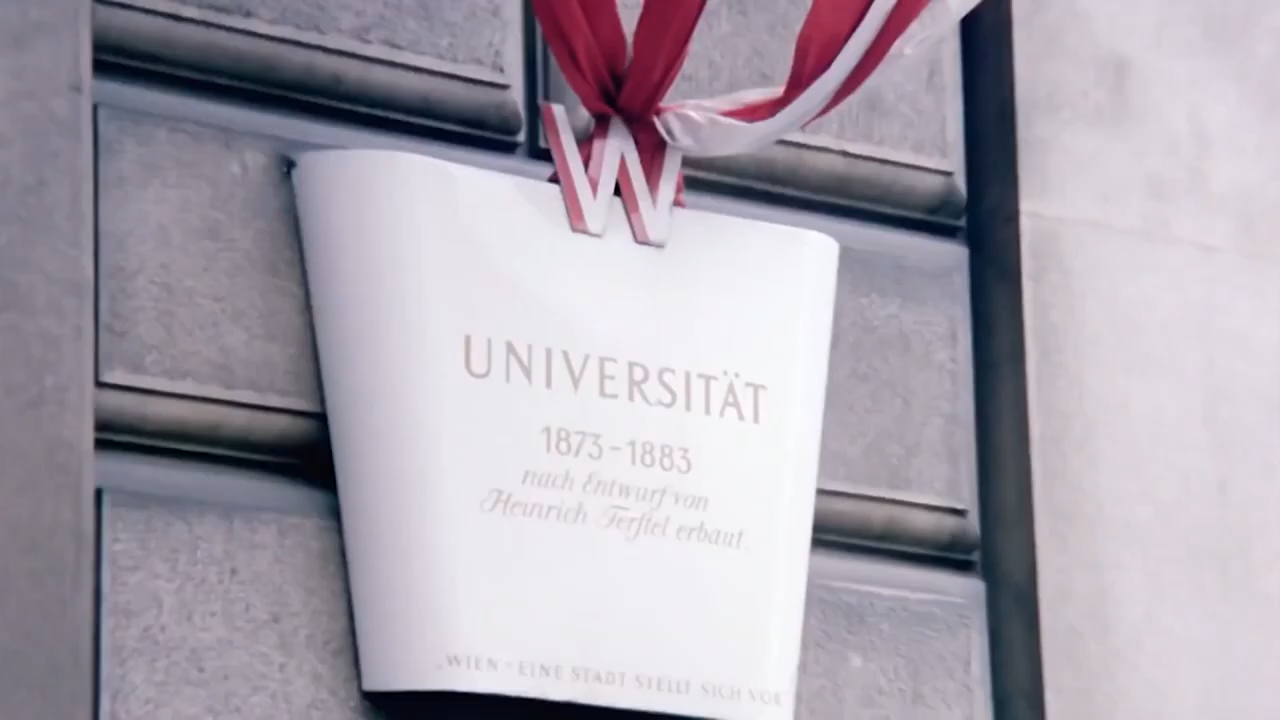 W
UNIVERSITÄT
1873-1883
nach Entwurf von
Heinrich Ferstel erbaut.
„WIEN - EINE STADT STELLT SICH VOR"